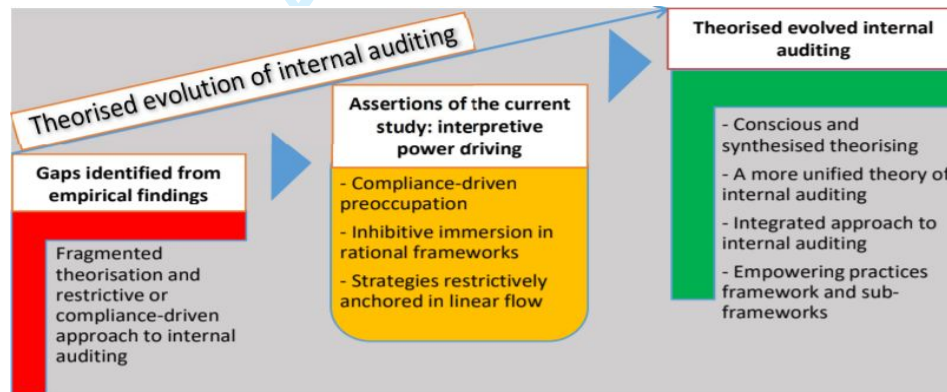 Theorised evolution of internal auditing
Gaps identified from
empirical findings
Fragmented
theorisation and
restrictive or
compliance-driven
approach to internal
auditing
Assertions of the current
study: interpretive
power driving
- Compliance-driven
preoccupation
- Inhibitive immersion in
rational frameworks
- Strategies restrictively
anchored in linear flow
Theorised evolved internal
auditing
- Conscious and
synthesised theorising
- A more unified theory of
internal auditing
- Integrated approach to
internal auditing
- Empowering practices
framework and sub-
frameworks